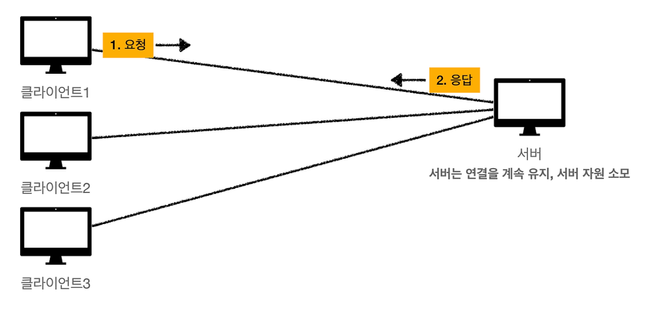 1. 요청
2. 응답
클라이언트1
클라이언트2
서버
서버는 연결을 계속 유지, 서버 자원 소모
클라이언트3